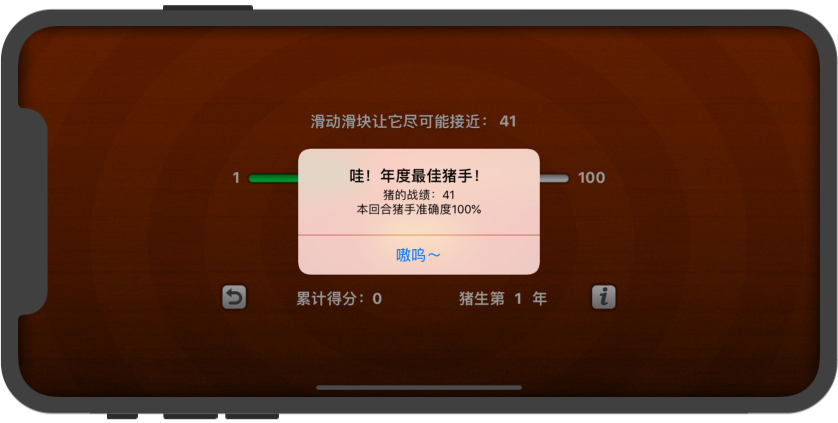 滑动滑块让它尽可能接近： 41
哇！年度最佳猪手！
1
100
猪的战绩：41
本回合猪手准确度100%
嗷呜～
累计得分：0
猪生第 1 年